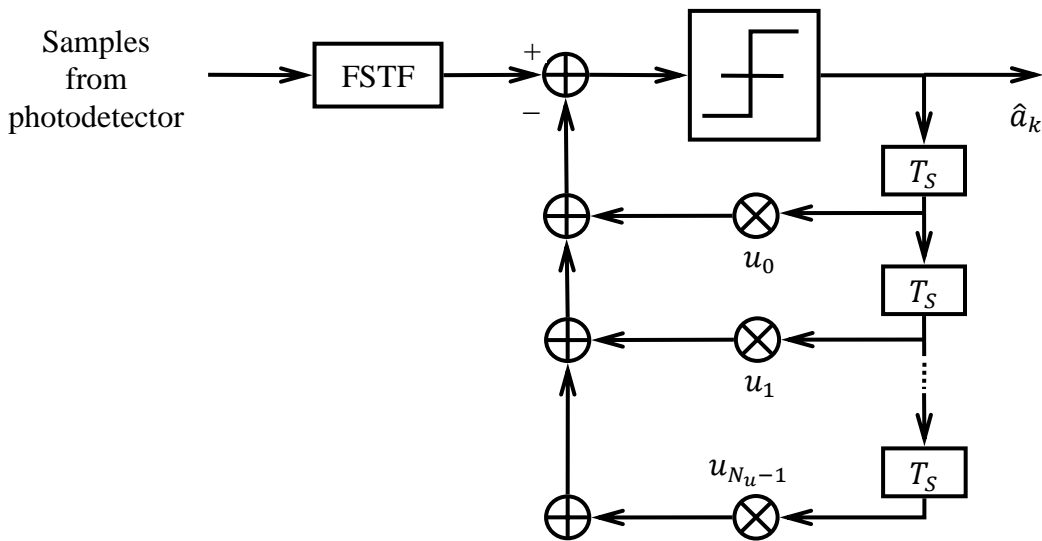 Samples
from
photodetector
FSTF
+
−
â_k
T_S
u_0
T_S
u_1
u_{N_u−1}
T_S